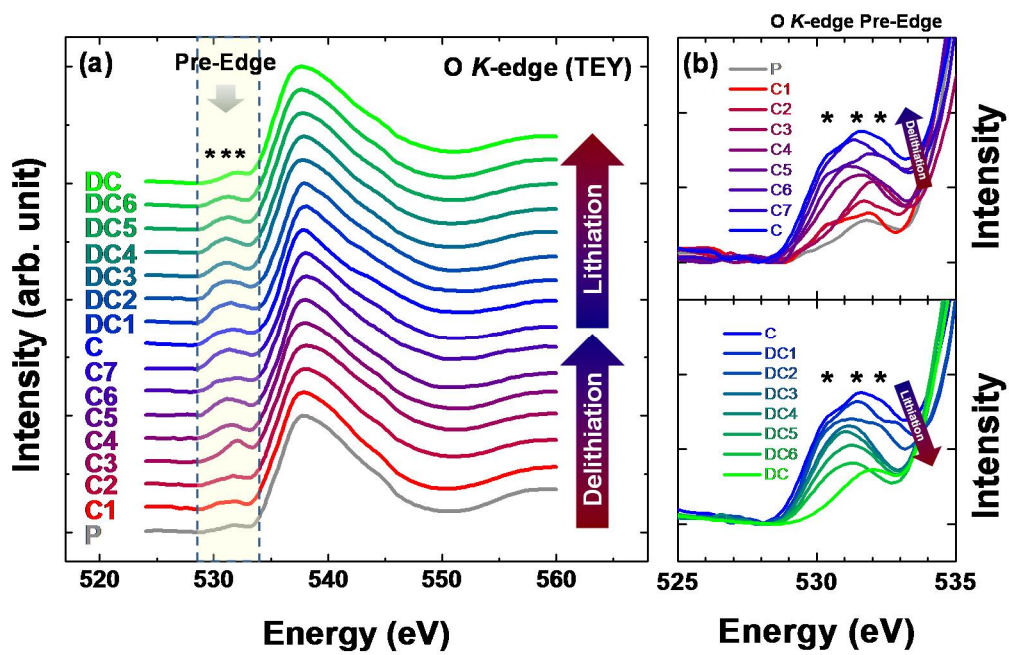 (a)
Pre-Edge
O K-edge (TEY)
***
DC
DC6
DC5
DC4
DC3
DC2
DC1
C
C7
C6
C5
C4
C3
C2
C1
P
Lithiation
Delithiation
Intensity (arb. unit)
520 530 540 550 560
Energy (eV)
O K-edge Pre-Edge
(b)
P
C1
C2
C3
C4
C5
C6
C7
C
* * *
Delithiation
Intensity
C
DC1
DC2
DC3
DC4
DC5
DC6
DC
* * *
Lithiation
Intensity
525 530 535
Energy (eV)